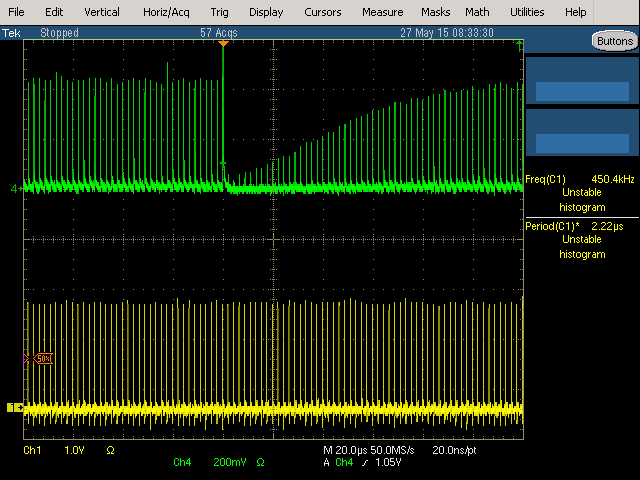 File Edit Vertical Horiz/Acq Trig Display Cursors Measure Masks Math Utilities Help
Tek Stopped 57 Acqs 27 May 15 08:33:30 Buttons
Freq(C1) 450.4kHz
Unstable
histogram
Period(C1)* 2.22µs
Unstable
histogram
4
50%
1
Ch1 1.0V Ω M 20.0µs 50.0MS/s 20.0ns/pt
Ch4 200mV Ω A Ch4 ∕ 1.05V